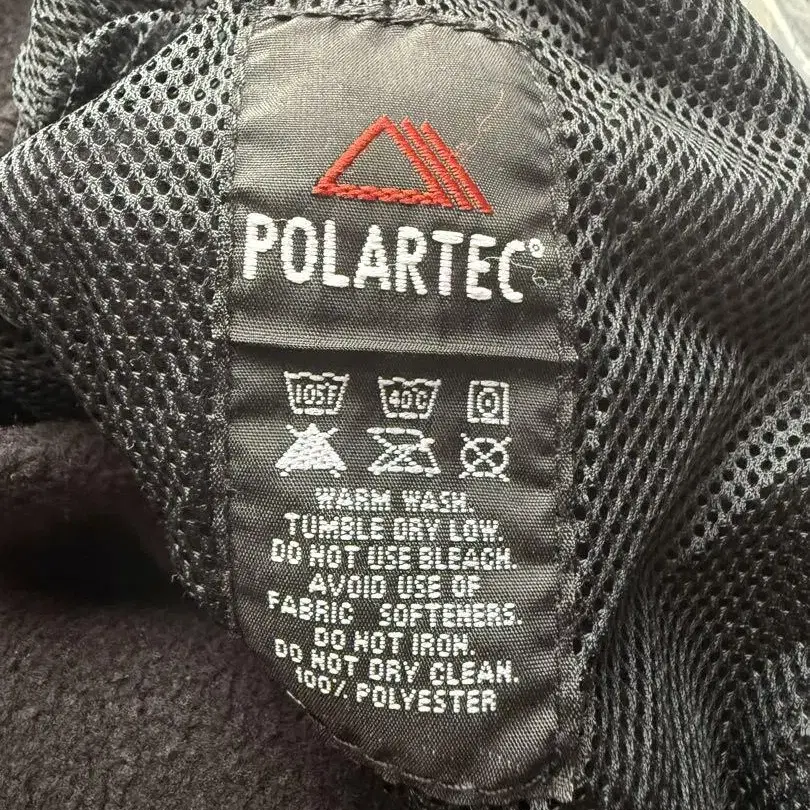 POLARTEC®
105F 40C
WARM WASH.
TUMBLE DRY LOW.
DO NOT USE BLEACH.
AVOID USE OF
FABRIC SOFTENERS.
DO NOT IRON.
DO NOT DRY CLEAN.
100% POLYESTER